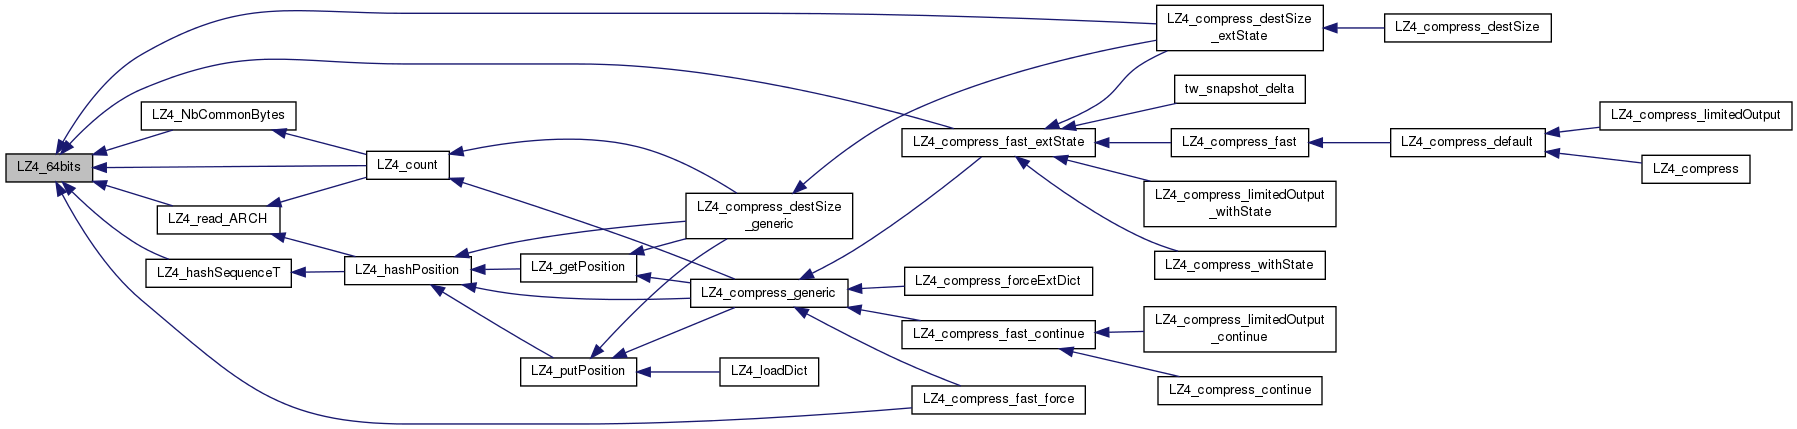 LZ4_64bits
LZ4_NbCommonBytes
LZ4_read_ARCH
LZ4_hashSequenceT
LZ4_count
LZ4_hashPosition
LZ4_getPosition
LZ4_putPosition
LZ4_compress_destSize
_generic
LZ4_compress_generic
LZ4_loadDict
LZ4_compress_fast_extState
LZ4_compress_forceExtDict
LZ4_compress_fast_continue
LZ4_compress_fast_force
LZ4_compress_destSize
_extState
tw_snapshot_delta
LZ4_compress_fast
LZ4_compress_limitedOutput
_withState
LZ4_compress_withState
LZ4_compress_limitedOutput
_continue
LZ4_compress_continue
LZ4_compress_destSize
LZ4_compress_default
LZ4_compress_limitedOutput
LZ4_compress